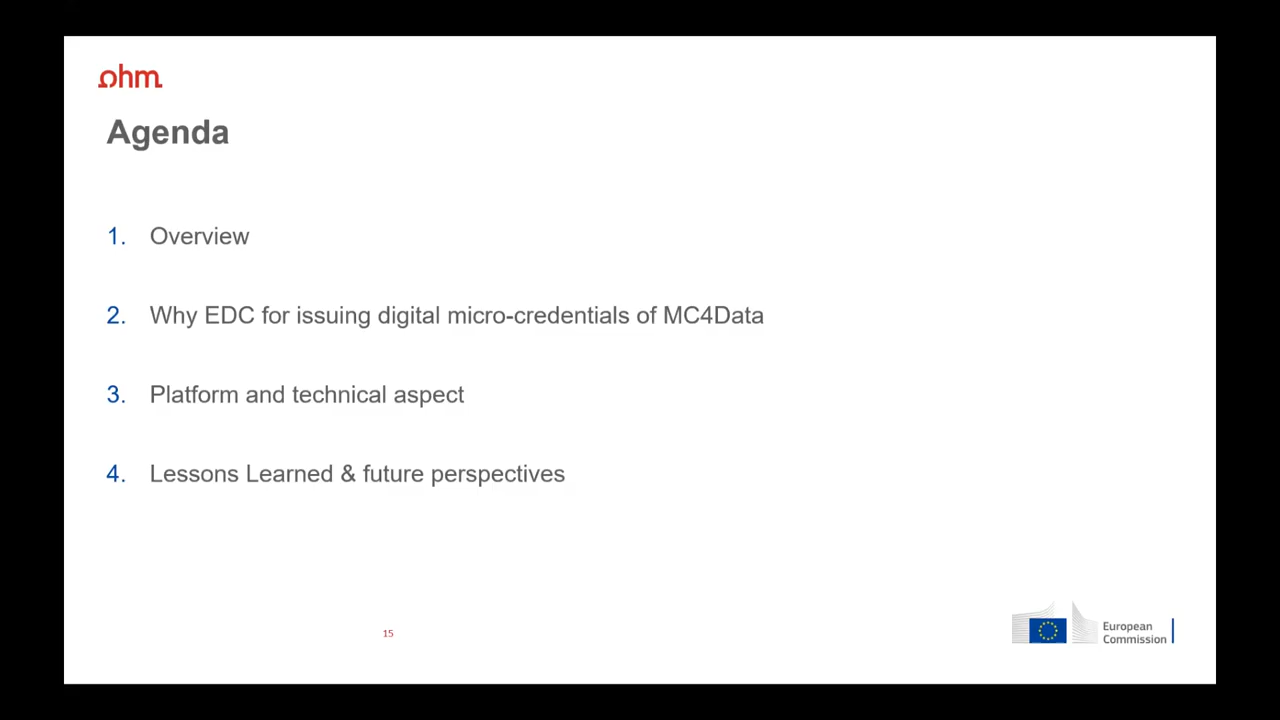 ohm
Agenda
1. Overview
2. Why EDC for issuing digital micro-credentials of MC4Data
3. Platform and technical aspect
4. Lessons Learned & future perspectives
15
European
Commission